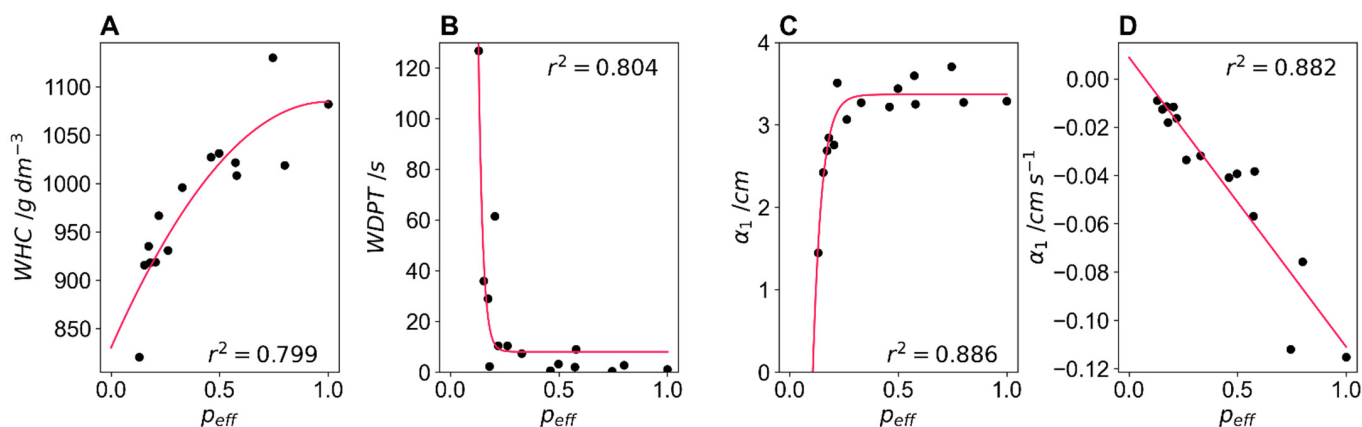 A
WHC /g dm⁻³
1100
1050
1000
950
900
850
r² = 0.799
0.0 0.5 1.0
p_eff
B
WDPT /s
120
100
80
60
40
20
0
r² = 0.804
0.0 0.5 1.0
p_eff
C
α₁ /cm
4
3
2
1
0
r² = 0.886
0.0 0.5 1.0
p_eff
D
α₁ /cm s⁻¹
0.00
−0.02
−0.04
−0.06
−0.08
−0.10
−0.12
r² = 0.882
0.0 0.5 1.0
p_eff